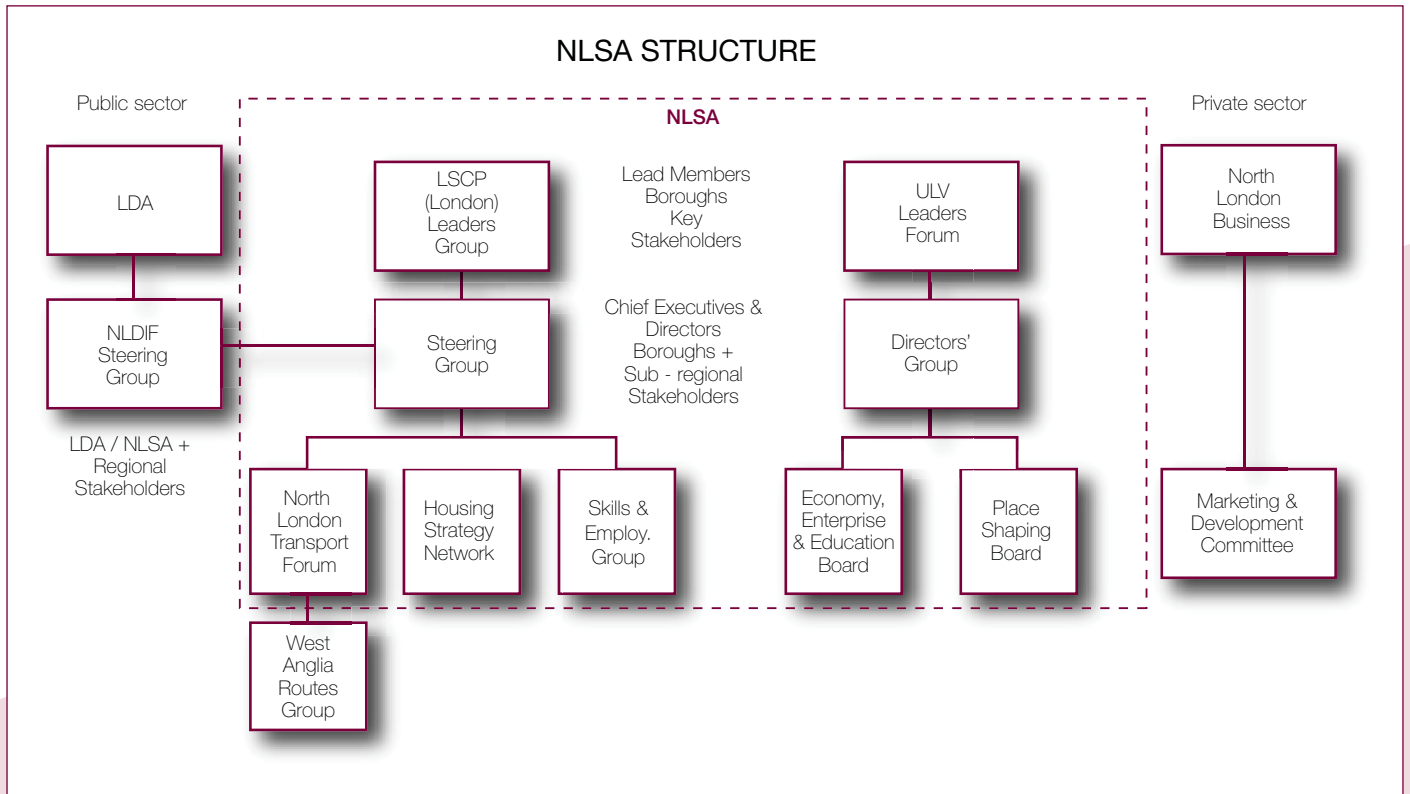 NLSA STRUCTURE
Public sector
NLSA
Private sector
LDA
LSCP
(London)
Leaders
Group
Lead Members
Boroughs
Key
Stakeholders
ULV
Leaders
Forum
North
London
Business
NLDIF
Steering
Group
Steering
Group
Chief Executives &
Directors
Boroughs +
Sub - regional
Stakeholders
Directors'
Group
LDA / NLSA +
Regional
Stakeholders
North
London
Transport
Forum
Housing
Strategy
Network
Skills &
Employ.
Group
Economy,
Enterprise
& Education
Board
Place
Shaping
Board
Marketing &
Development
Committee
West
Anglia
Routes
Group